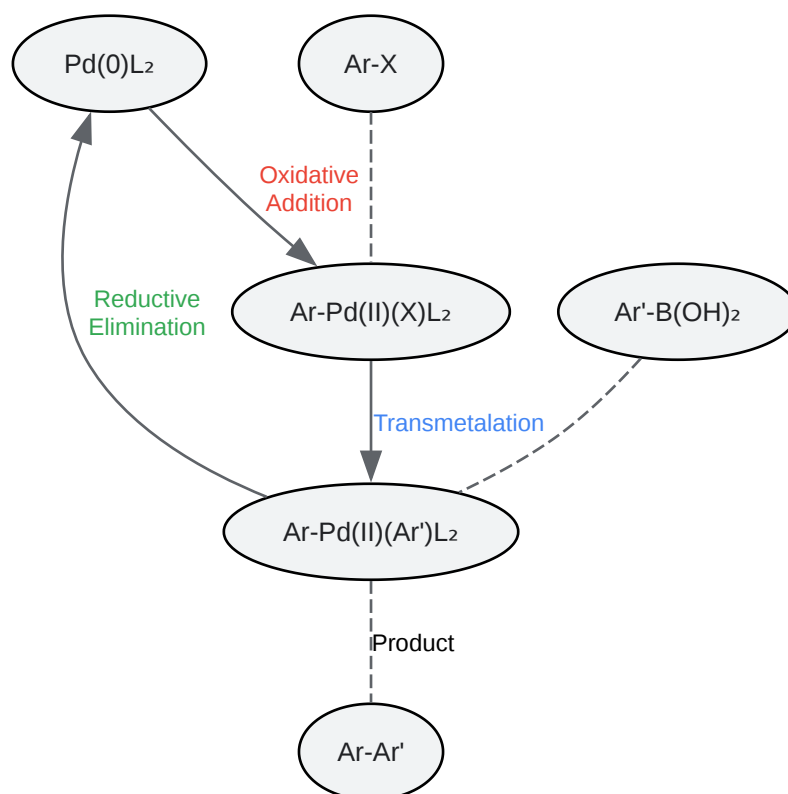 Pd(0)L₂
Ar-X
Oxidative
Addition
Reductive
Elimination
Ar-Pd(II)(X)L₂
Ar'-B(OH)₂
Transmetalation
Ar-Pd(II)(Ar')L₂
Product
Ar-Ar'